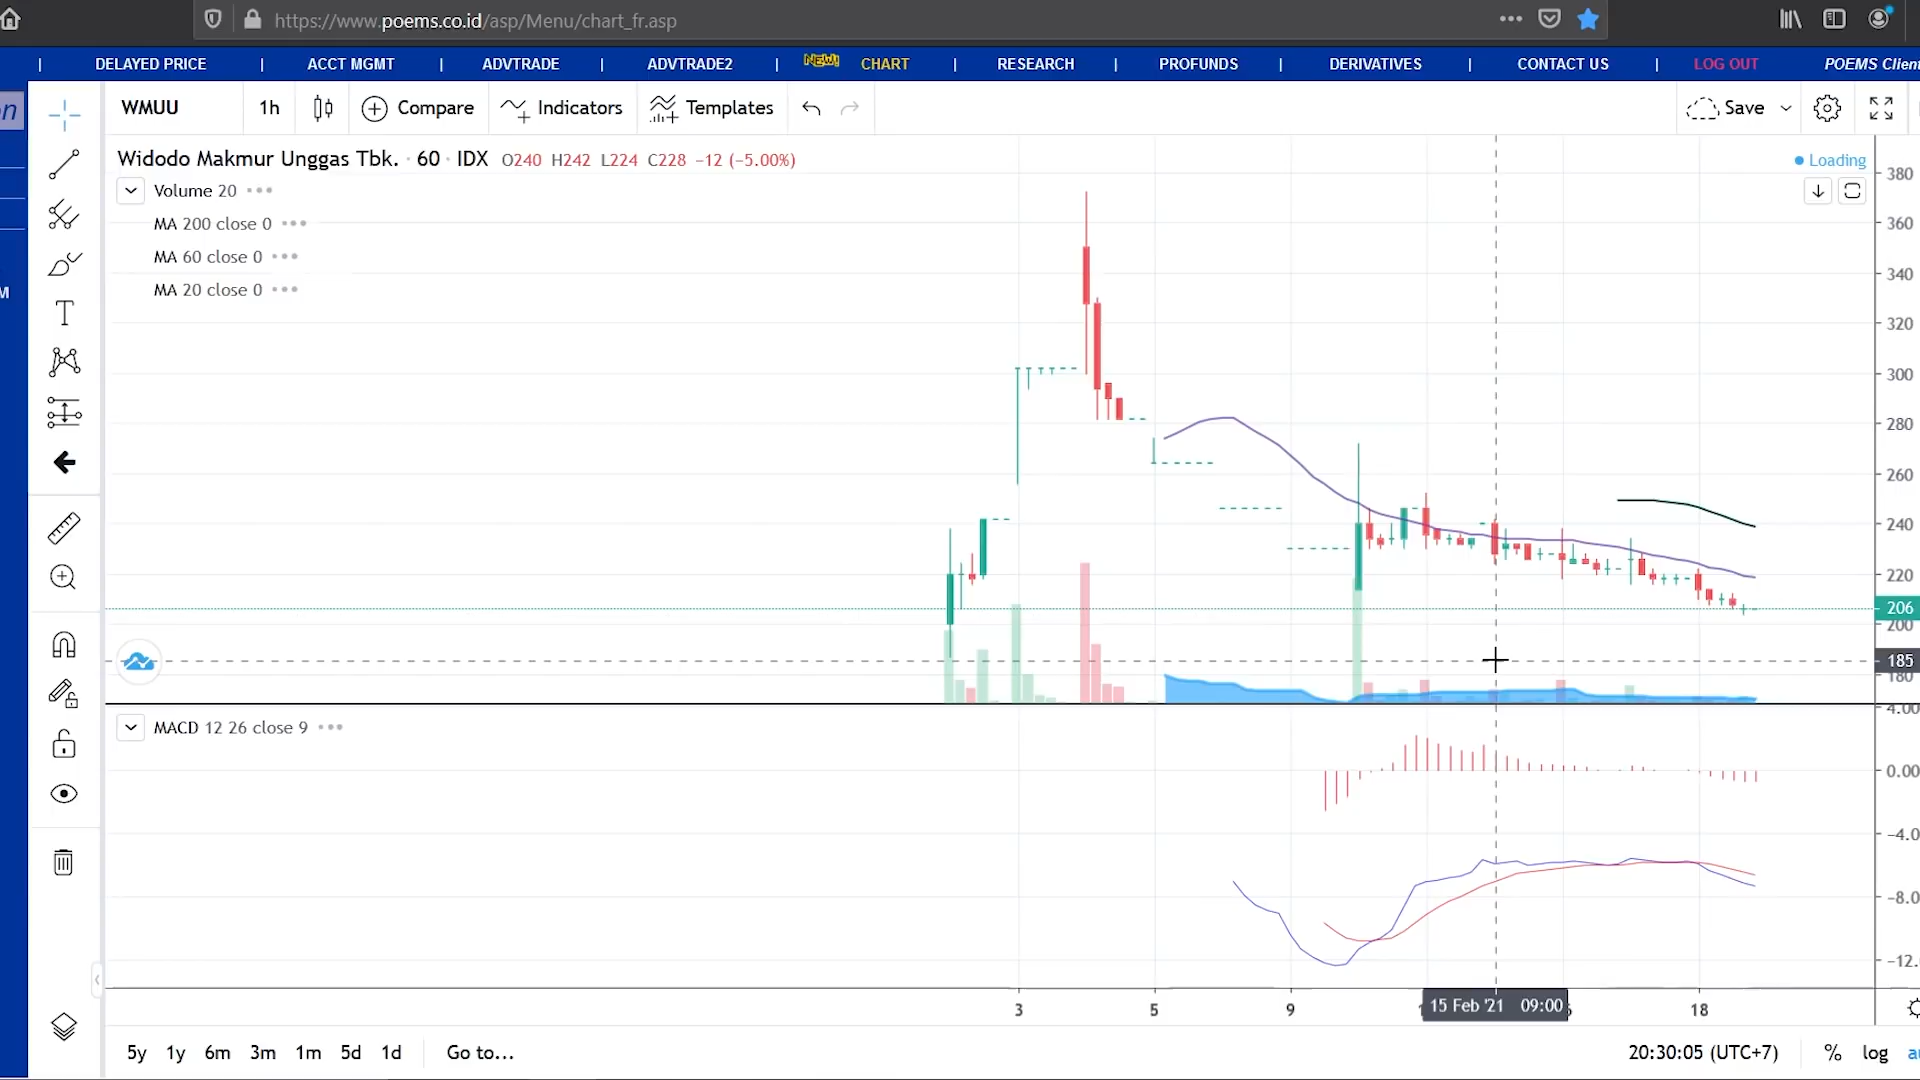 https://www.poems.co.id/asp/Menu/chart_fr.asp
| DELAYED PRICE | ACCT MGMT | ADVTRADE | ADVTRADE2 | NEW! CHART | RESEARCH | PROFUNDS | DERIVATIVES | CONTACT US | LOG OUT POEMS Client
on
WMUU 1h Compare Indicators Templates Save
Widodo Makmur Unggas Tbk. · 60 · IDX O240 H242 L224 C228 −12 (−5.00%)
Loading
Volume 20
MA 200 close 0
MA 60 close 0
MA 20 close 0
M
T
380
360
340
320
300
280
260
240
220
206
200
185
180
MACD 12 26 close 9
4.00
0.00
−4.0
−8.0
−12.
3 5 9 15 Feb '21 09:00 18
5y 1y 6m 3m 1m 5d 1d Go to... 20:30:05 (UTC+7) % log au